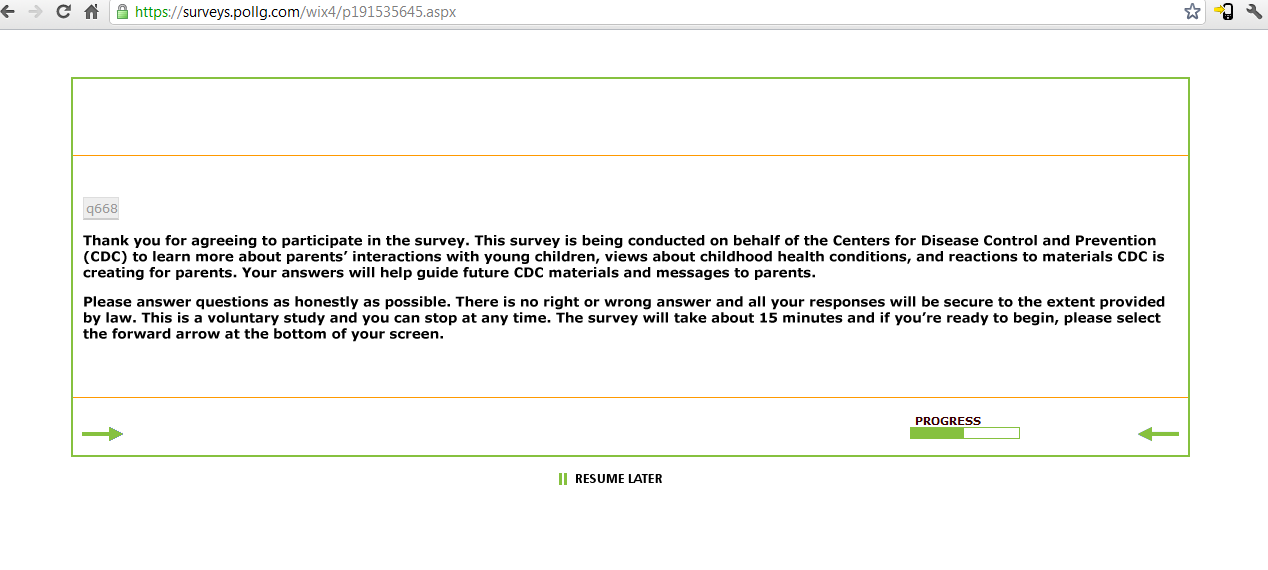 https://surveys.pollg.com/wix4/p191535645.aspx
q668
Thank you for agreeing to participate in the survey. This survey is being conducted on behalf of the Centers for Disease Control and Prevention
(CDC) to learn more about parents’ interactions with young children, views about childhood health conditions, and reactions to materials CDC is
creating for parents. Your answers will help guide future CDC materials and messages to parents.
Please answer questions as honestly as possible. There is no right or wrong answer and all your responses will be secure to the extent provided
by law. This is a voluntary study and you can stop at any time. The survey will take about 15 minutes and if you’re ready to begin, please select
the forward arrow at the bottom of your screen.
PROGRESS
RESUME LATER